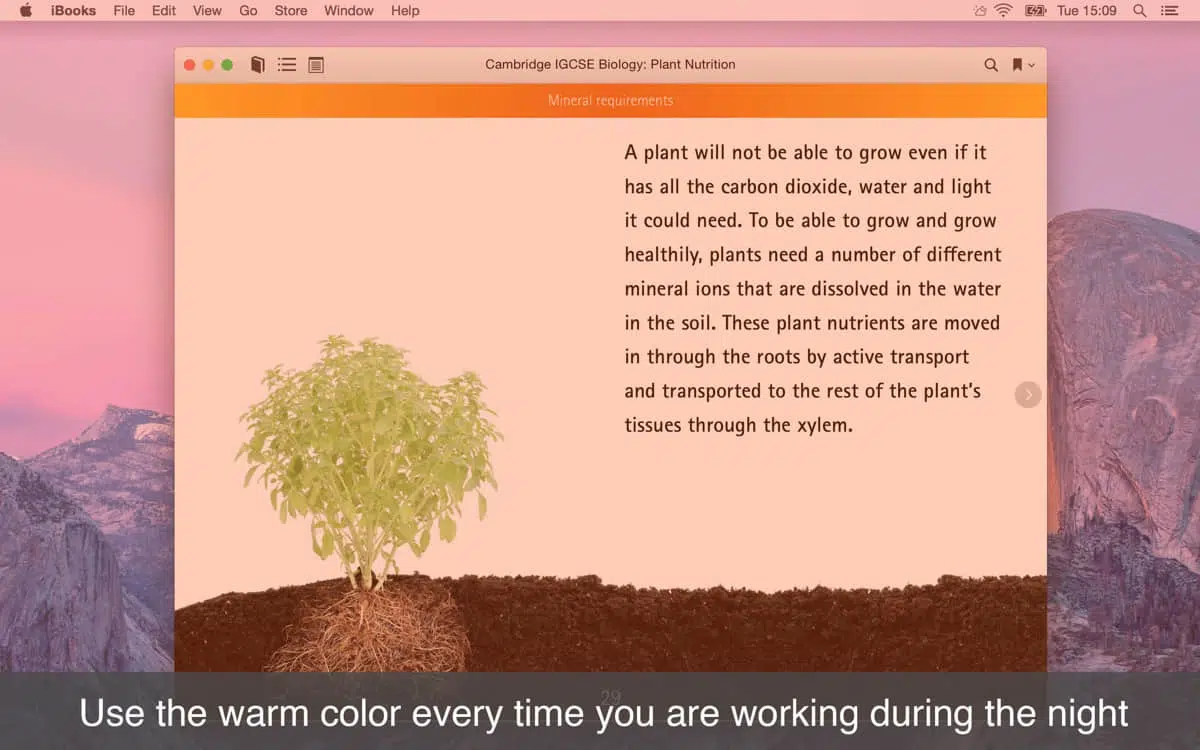 iBooks File Edit View Go Store Window Help Tue 15:09
Cambridge IGCSE Biology: Plant Nutrition
Mineral requirements
A plant will not be able to grow even if it
has all the carbon dioxide, water and light
it could need. To be able to grow and grow
healthily, plants need a number of different
mineral ions that are dissolved in the water
in the soil. These plant nutrients are moved
in through the roots by active transport
and transported to the rest of the plant’s
tissues through the xylem.
29
Use the warm color every time you are working during the night